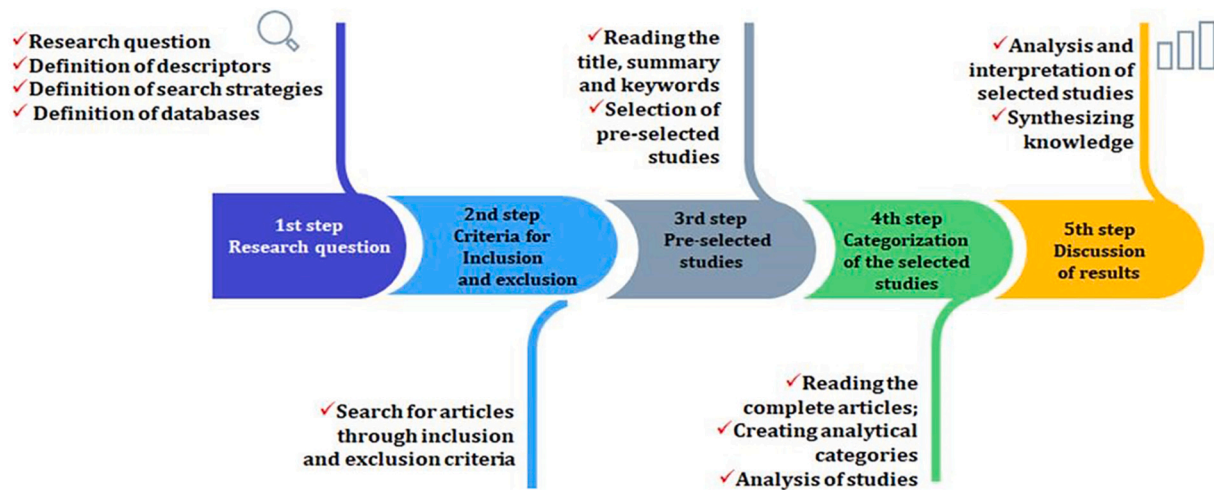 ✓Research question
✓Definition of descriptors
✓Definition of search strategies
✓ Definition of databases
1st step
Research question
2nd step
Criteria for
Inclusion
and exclusion
✓Search for articles
through inclusion
and exclusion criteria
✓Reading the
title, summary
and keywords
✓Selection of
pre-selected
studies
3rd step
Pre-selected
studies
4th step
Categorization
of the selected
studies
✓Reading the
complete articles;
✓Creating analytical
categories
✓Analysis of studies
✓Analysis and
interpretation of
selected studies
✓Synthesizing
knowledge
5th step
Discussion
of results